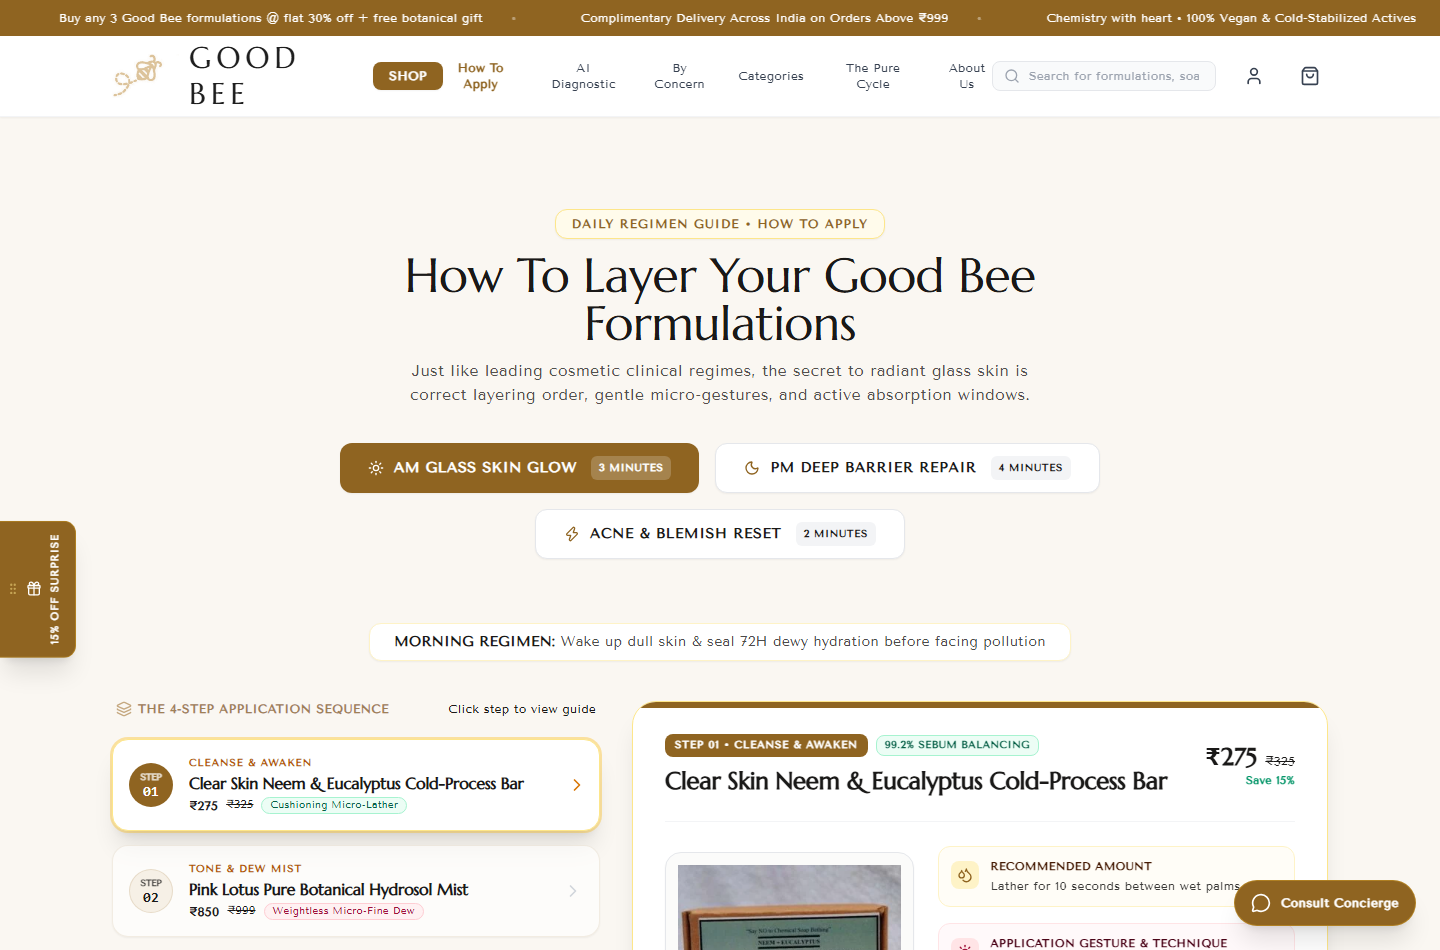 Buy any 3 Good Bee formulations @ flat 30% off + free botanical gift • Complimentary Delivery Across India on Orders Above ₹999 • Chemistry with heart • 100% Vegan & Cold-Stabilized Actives
GOOD
BEE
SHOP
How To
Apply
AI
Diagnostic
By
Concern
Categories
The Pure
Cycle
About
Us
Search for formulations, soa
DAILY REGIMEN GUIDE • HOW TO APPLY
How To Layer Your Good Bee
Formulations
Just like leading cosmetic clinical regimes, the secret to radiant glass skin is
correct layering order, gentle micro-gestures, and active absorption windows.
AM GLASS SKIN GLOW 3 MINUTES
PM DEEP BARRIER REPAIR 4 MINUTES
ACNE & BLEMISH RESET 2 MINUTES
15% OFF SURPRISE
MORNING REGIMEN: Wake up dull skin & seal 72H dewy hydration before facing pollution
THE 4-STEP APPLICATION SEQUENCE
Click step to view guide
STEP
01
CLEANSE & AWAKEN
Clear Skin Neem & Eucalyptus Cold-Process Bar
₹275 ₹325 Cushioning Micro-Lather
STEP
02
TONE & DEW MIST
Pink Lotus Pure Botanical Hydrosol Mist
₹850 ₹999 Weightless Micro-Fine Dew
STEP 01 • CLEANSE & AWAKEN
99.2% SEBUM BALANCING
Clear Skin Neem & Eucalyptus Cold-Process Bar
₹275 ₹325
Save 15%
"Say NO to Chemical Soap Bathing"
NEEM - EUCALYPTUS
RECOMMENDED AMOUNT
Lather for 10 seconds between wet palms
APPLICATION GESTURE & TECHNIQUE
Consult Concierge